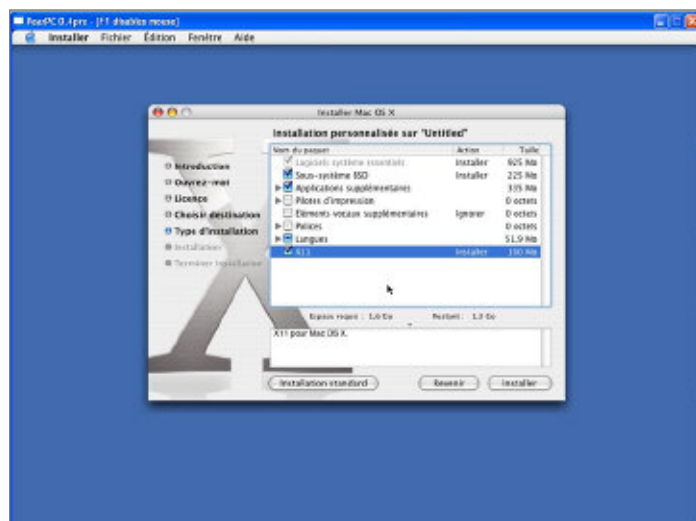 PearPC 0.4pre - [F1 disables mouse]
Installer Fichier Édition Fenêtre Aide
Installer Mac OS X
Installation personnalisée sur "Untitled"
Nom du paquet Action Taille
Logiciels système essentiels Installer 925 Mo
Sous-système BSD Installer 225 Mo
Applications supplémentaires 335 Mo
Pilotes d'impression 0 octets
Eléments vocaux supplémentaires Ignorer 0 octets
Polices 0 octets
Langues 51,9 Mo
X11 Installer 100 Mo
Introduction
Ouvrez-moi
Licence
Choisir destination
Type d'installation
Installation
Terminer
Espace requis : 1,6 Go Restant : 1,3 Go
X11 pour Mac OS X.
Installation standard Revenir Installer